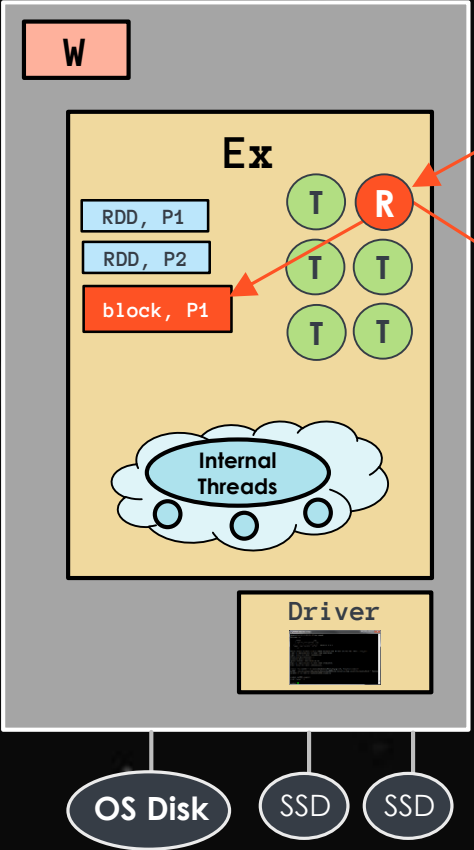 W
Ex
T
R
RDD, P1
RDD, P2
T
T
block, P1
T
T
Internal
Threads
Driver
OS Disk
SSD
SSD